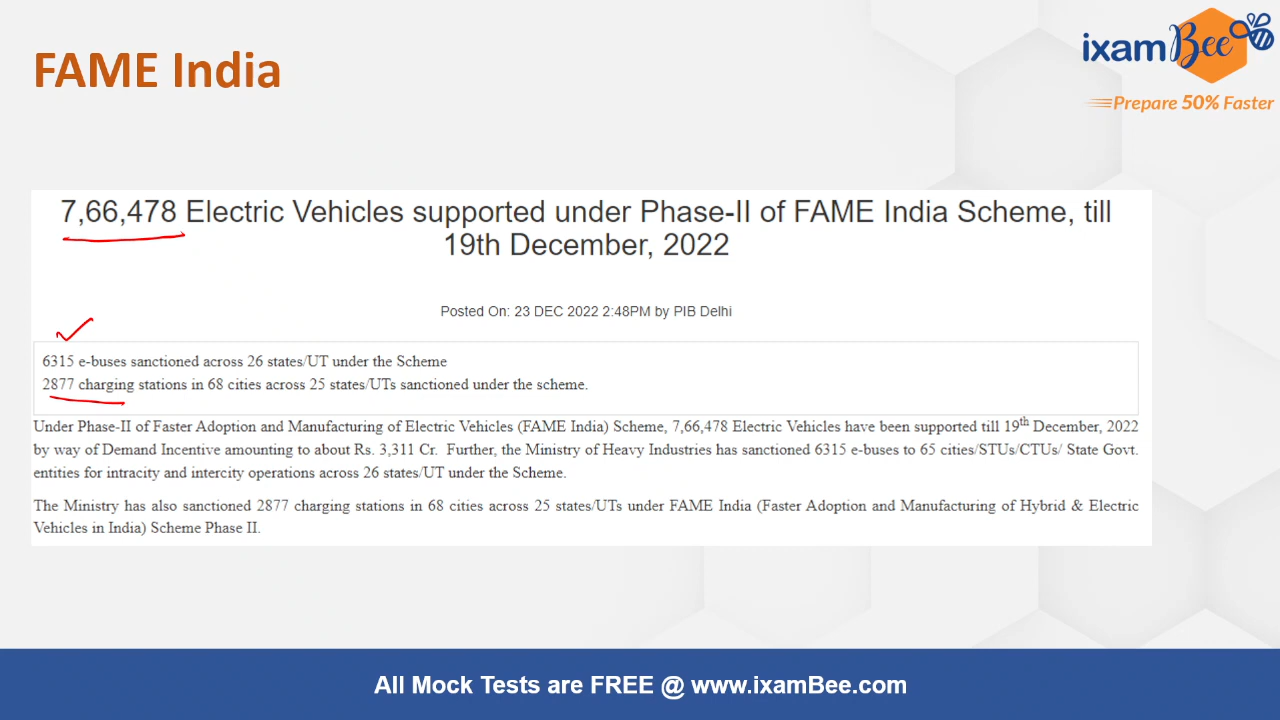 FAME India
ixamBee
Prepare 50% Faster
7,66,478 Electric Vehicles supported under Phase-II of FAME India Scheme, till
19th December, 2022
Posted On: 23 DEC 2022 2:48PM by PIB Delhi
6315 e-buses sanctioned across 26 states/UT under the Scheme
2877 charging stations in 68 cities across 25 states/UTs sanctioned under the scheme.
Under Phase-II of Faster Adoption and Manufacturing of Electric Vehicles (FAME India) Scheme, 7,66,478 Electric Vehicles have been supported till 19th December, 2022
by way of Demand Incentive amounting to about Rs. 3,311 Cr. Further, the Ministry of Heavy Industries has sanctioned 6315 e-buses to 65 cities/STUs/CTUs/ State Govt.
entities for intracity and intercity operations across 26 states/UT under the Scheme.
The Ministry has also sanctioned 2877 charging stations in 68 cities across 25 states/UTs under FAME India (Faster Adoption and Manufacturing of Hybrid & Electric
Vehicles in India) Scheme Phase II.
All Mock Tests are FREE @ www.ixamBee.com